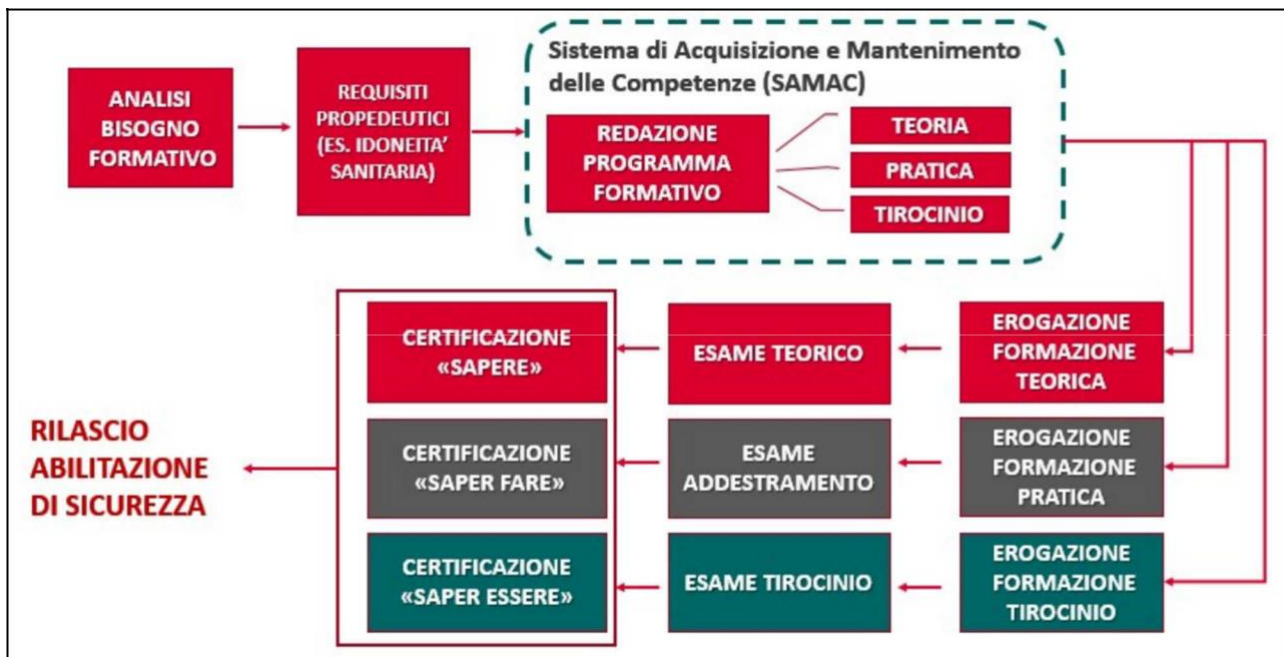 ANALISI
BISOGNO
FORMATIVO
REQUISITI
PROPEDEUTICI
(ES. IDONEITA'
SANITARIA)
Sistema di Acquisizione e Mantenimento
delle Competenze (SAMAC)
REDAZIONE
PROGRAMMA
FORMATIVO
TEORIA
PRATICA
TIROCINIO
EROGAZIONE
FORMAZIONE
TEORICA
ESAME TEORICO
CERTIFICAZIONE
«SAPERE»
EROGAZIONE
FORMAZIONE
PRATICA
ESAME
ADDESTRAMENTO
CERTIFICAZIONE
«SAPER FARE»
EROGAZIONE
FORMAZIONE
TIROCINIO
ESAME TIROCINIO
CERTIFICAZIONE
«SAPER ESSERE»
RILASCIO
ABILITAZIONE
DI SICUREZZA